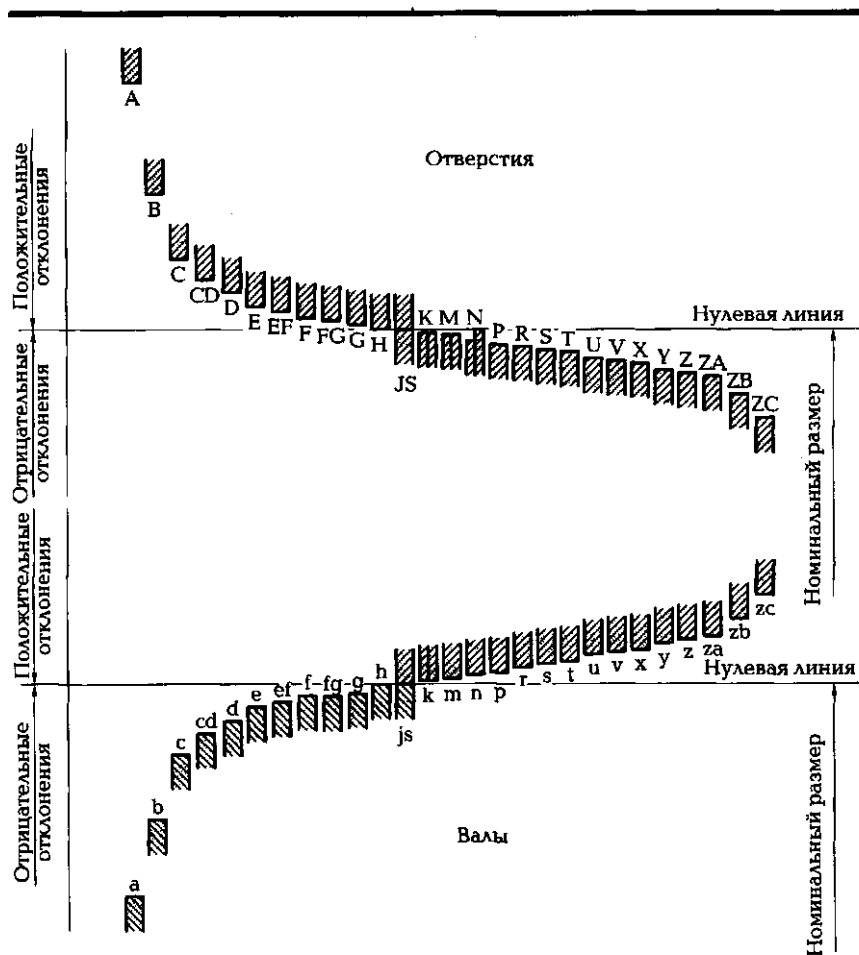 A
Отверстия
B
C
CD
D
E
EF
F
FG
G
H
JS
K
M
N
P
R
S
T
U
V
X
Y
Z
ZA
ZB
ZC
Нулевая линия
Положительные
отклонения
Отрицательные
отклонения
Номинальный размер
Положительные
отклонения
Отрицательные
отклонения
a
b
c
cd
d
e
ef
f
fg
g
h
js
k
m
n
p
r
s
t
u
v
x
y
z
za
zb
zc
Нулевая линия
Валы
Номинальный размер